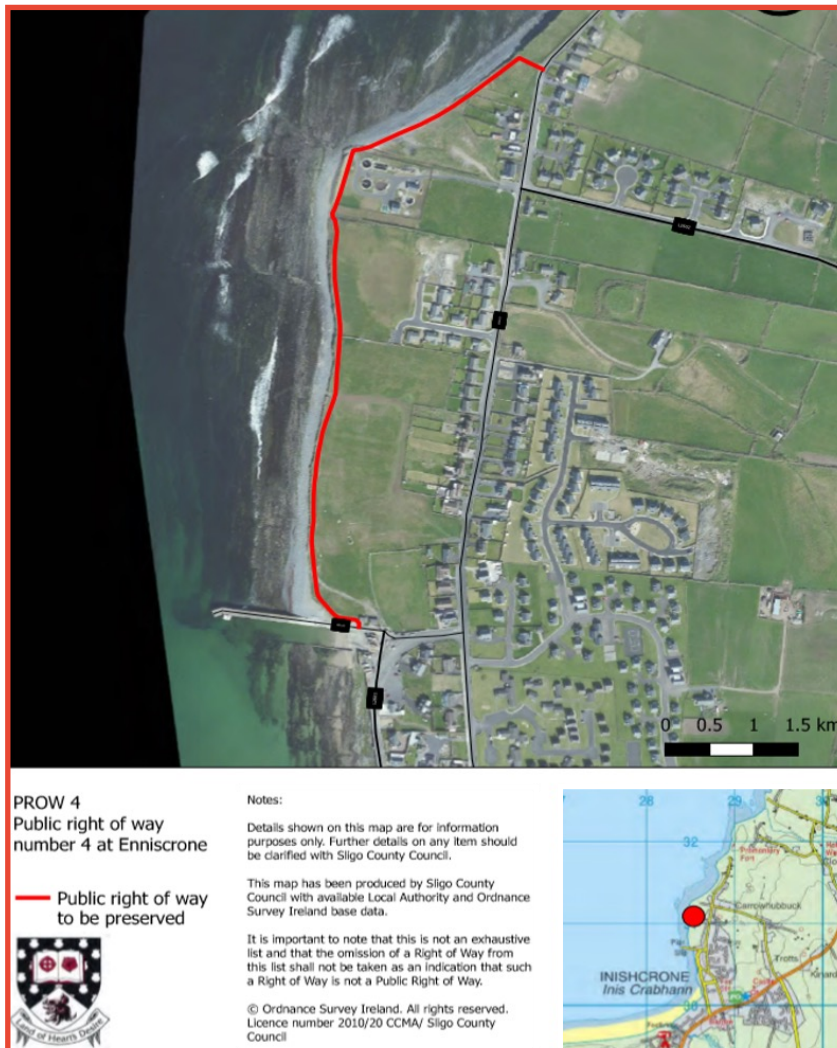 0 0.5 1 1.5 km
PROW 4
Public right of way
number 4 at Enniscrone
Public right of way
to be preserved
Land of Heart's Desire
Notes:
Details shown on this map are for information
purposes only. Further details on any item should
be clarified with Sligo County Council.
This map has been produced by Sligo County
Council with available Local Authority and Ordnance
Survey Ireland base data.
It is important to note that this is not an exhaustive
list and that the omission of a Right of Way from
this list shall not be taken as an indication that such
a Right of Way is not a Public Right of Way.
© Ordnance Survey Ireland. All rights reserved.
Licence number 2010/20 CCMA/ Sligo County
Council
28 29 30
32
Promontory
Fort
Carrowhubbuck
Trotts
INISHCRONE
Inis Crabhann